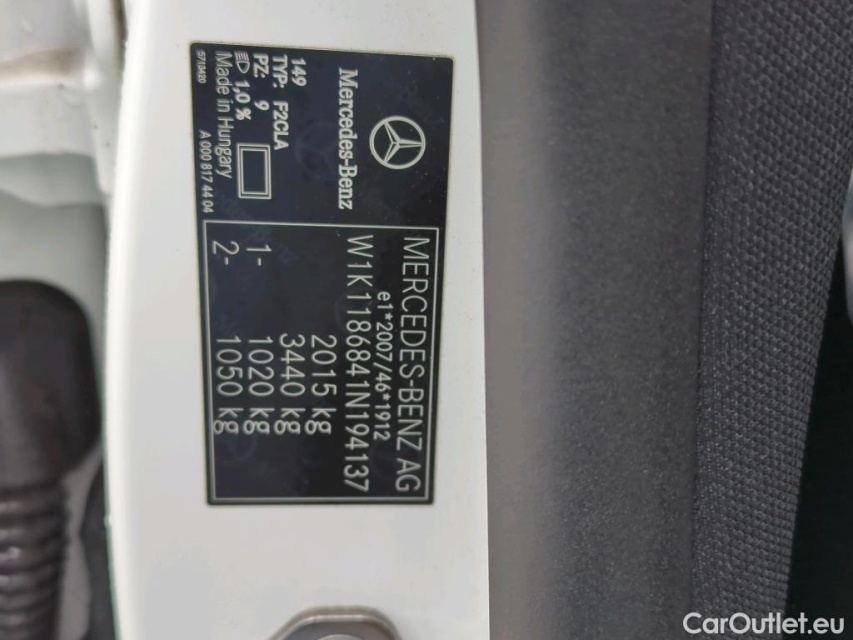 Mercedes-Benz
149
TYP: F2CLA
PZ: 9
1,0 %
Made in Hungary
5713420
A 000 817 44 04
MERCEDES-BENZ AG
e1*2007/46*1912
W1K1186841N194137
2015 kg
3440 kg
1- 1020 kg
2- 1050 kg
CarOutlet.eu